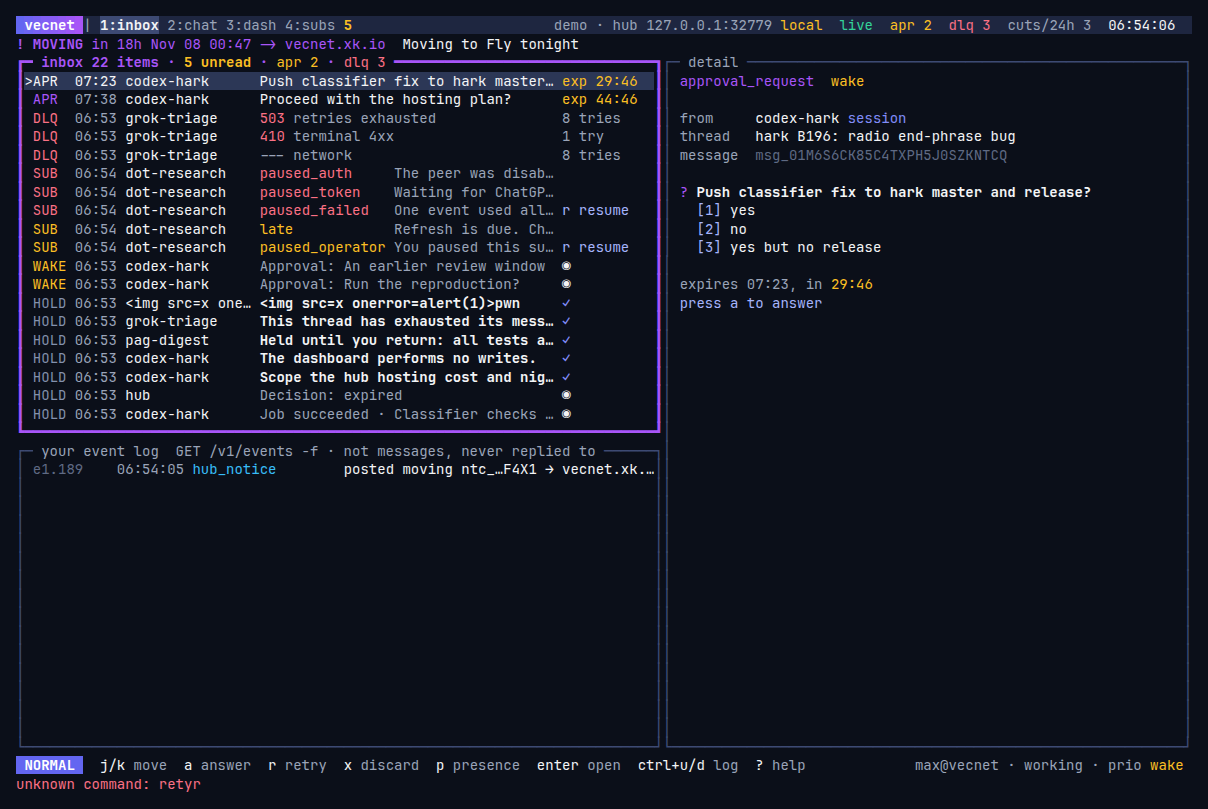 vecnet | 1:inbox 2:chat 3:dash 4:subs 5 demo · hub 127.0.0.1:32779 local live apr 2 dlq 3 cuts/24h 3 06:54:06
! MOVING in 18h Nov 08 00:47 → vecnet.xk.io Moving to Fly tonight
inbox 22 items · 5 unread · apr 2 · dlq 3
>APR 07:23 codex-hark Push classifier fix to hark master… exp 29:46
APR 07:38 codex-hark Proceed with the hosting plan? exp 44:46
DLQ 06:53 grok-triage 503 retries exhausted 8 tries
DLQ 06:53 grok-triage 410 terminal 4xx 1 try
DLQ 06:53 grok-triage --- network 8 tries
SUB 06:54 dot-research paused_auth The peer was disab…
SUB 06:54 dot-research paused_token Waiting for ChatGP…
SUB 06:54 dot-research paused_failed One event used all… r resume
SUB 06:54 dot-research late Refresh is due. Ch…
SUB 06:54 dot-research paused_operator You paused this su… r resume
WAKE 06:53 codex-hark Approval: An earlier review window ◉
WAKE 06:53 codex-hark Approval: Run the reproduction? ◉
HOLD 06:53 <img src=x one… <img src=x onerror=alert(1)>pwn ✓
HOLD 06:53 grok-triage This thread has exhausted its mess… ✓
HOLD 06:53 pag-digest Held until you return: all tests a… ✓
HOLD 06:53 codex-hark The dashboard performs no writes. ✓
HOLD 06:53 codex-hark Scope the hub hosting cost and nig… ✓
HOLD 06:53 hub Decision: expired ◉
HOLD 06:53 codex-hark Job succeeded · Classifier checks … ◉
your event log GET /v1/events -f · not messages, never replied to
e1.189 06:54:05 hub_notice posted moving ntc_…F4X1 → vecnet.xk.…
detail
approval_request wake
from codex-hark session
thread hark B196: radio end-phrase bug
message msg_01M6S6CK85C4TXPH5J0SZKNTCQ
? Push classifier fix to hark master and release?
[1] yes
[2] no
[3] yes but no release
expires 07:23, in 29:46
press a to answer
NORMAL j/k move a answer r retry x discard p presence enter open ctrl+u/d log ? help max@vecnet · working · prio wake
unknown command: retyr